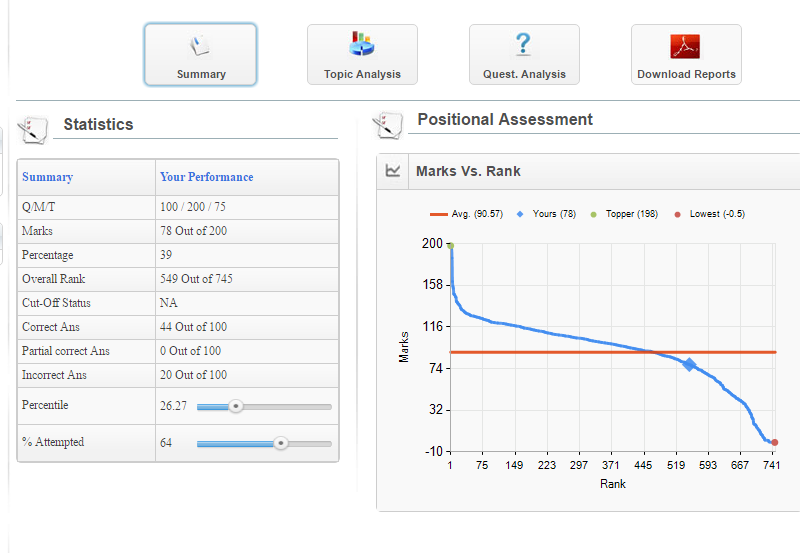 Summary
Topic Analysis
Quest. Analysis
Download Reports
Statistics
Summary Your Performance
Q/M/T 100 / 200 / 75
Marks 78 Out of 200
Percentage 39
Overall Rank 549 Out of 745
Cut-Off Status NA
Correct Ans 44 Out of 100
Partial correct Ans 0 Out of 100
Incorrect Ans 20 Out of 100
Percentile 26.27
% Attempted 64
Positional Assessment
Marks Vs. Rank
Avg. (90.57) Yours (78) Topper (198) Lowest (-0.5)
Marks
200
158
116
74
32
-10
1 75 149 223 297 371 445 519 593 667 741
Rank